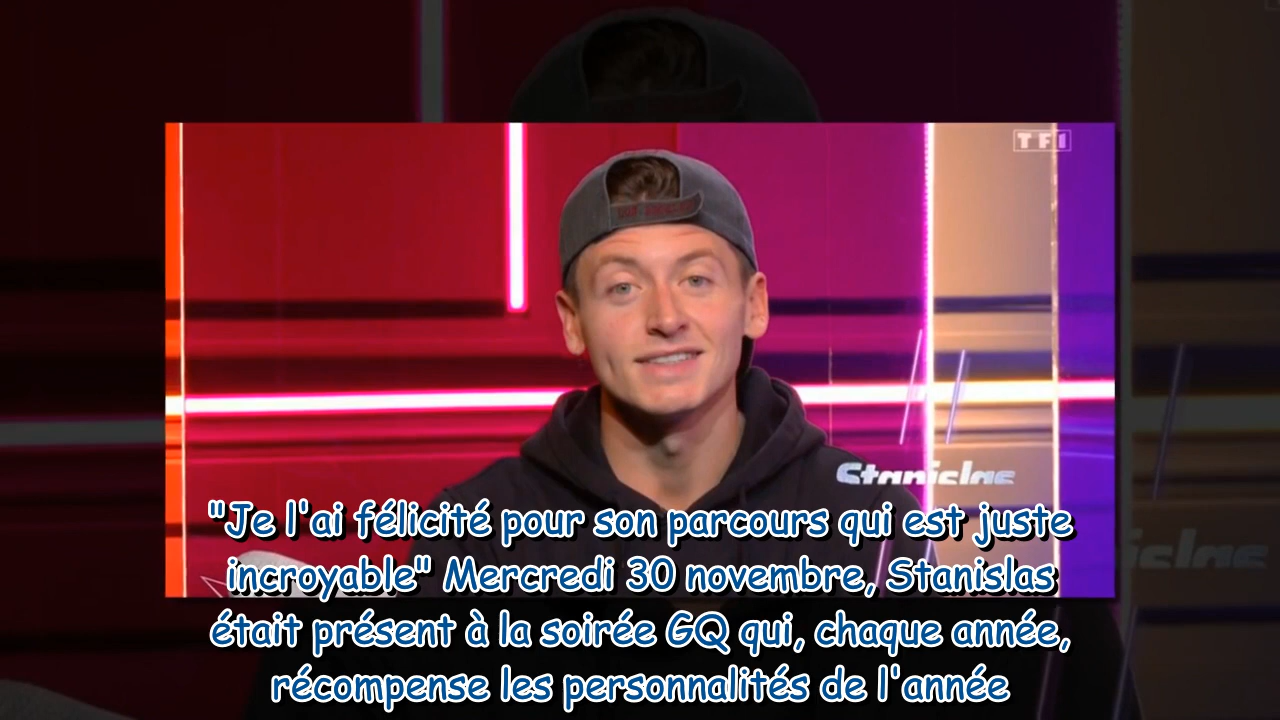 TF1
Stanislas
"Je l'ai félicité pour son parcours qui est juste
incroyable" Mercredi 30 novembre, Stanislas
était présent à la soirée GQ qui, chaque année,
récompense les personnalités de l'année